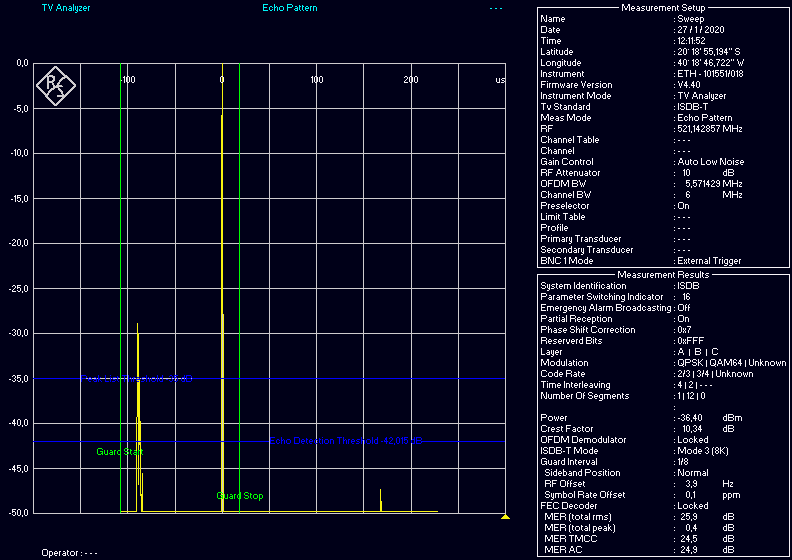 TV Analyzer Echo Pattern ---
-100 0 100 200 us
0,0
-5,0
-10,0
-15,0
-20,0
-25,0
-30,0
-35,0
-40,0
-45,0
-50,0
Echo Detection Threshold -42,08 dB
Guard Start
Guard Stop
Operator : ---
Measurement Setup
Name : Sweep
Date : 27 / 1 / 2020
Time : 12:11:52
Latitude : 20° 18' 55,194'' S
Longitude : 40° 18' 46,722'' W
Instrument : ETH - 101551/018
Firmware Version : V4.40
Instrument Mode : TV Analyzer
Tv Standard : ISDB-T
Meas Mode : Echo Pattern
RF : 521,142857 MHz
Channel Table : ---
Channel : ---
Gain Control : Auto Low Noise
RF Attenuator : 10 dB
OFDM BW : 5,571429 MHz
Channel BW : 6 MHz
Preselector : On
Limit Table : ---
Profile : ---
Primary Transducer : ---
Secondary Transducer : ---
BNC 1 Mode : External Trigger
Measurement Results
System Identification : ISDB
Parameter Switching Indicator : 16
Emergency Alarm Broadcasting : Off
Partial Reception : On
Phase Shift Correction : 0x7
Reserverd Bits : 0xFFF
Layer : A | B | C
Modulation : QPSK | QAM64 | Unknown
Code Rate : 2/3 | 3/4 | Unknown
Time Interleaving : 4 | 2 | ---
Number Of Segments : 1 | 12 | 0
:
Power : -36,40 dBm
Crest Factor : 10,34 dB
OFDM Demodulator : Locked
ISDB-T Mode : Mode 3 (8K)
Guard Interval : 1/8
Sideband Position : Normal
RF Offset : 3,9 Hz
Symbol Rate Offset : 0,1 ppm
FEC Decoder : Locked
MER (total rms) : 25,9 dB
MER (total peak) : 0,4 dB
MER TMCC : 24,5 dB
MER AC : 24,9 dB